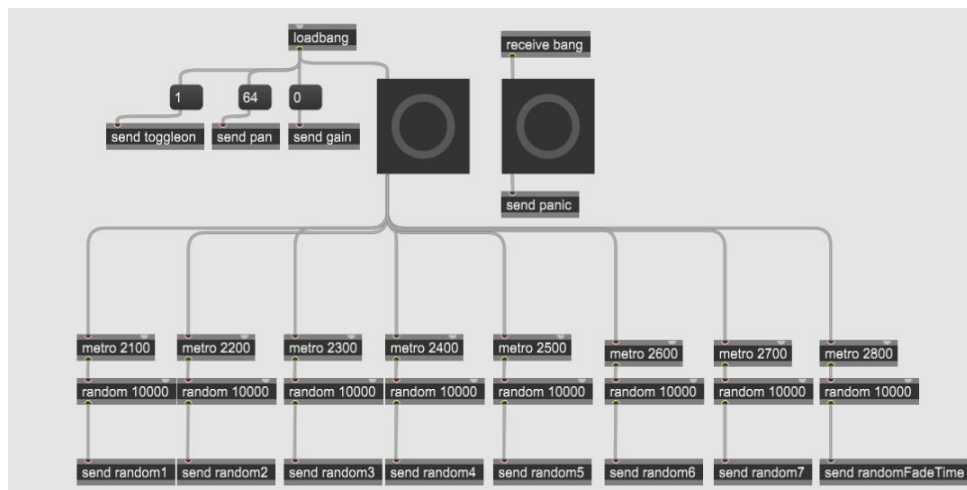 loadbang
receive bang
1
64
0
send toggleon
send pan
send gain
send panic
metro 2100
metro 2200
metro 2300
metro 2400
metro 2500
metro 2600
metro 2700
metro 2800
random 10000
random 10000
random 10000
random 10000
random 10000
random 10000
random 10000
random 10000
send random1
send random2
send random3
send random4
send random5
send random6
send random7
send randomFadeTime